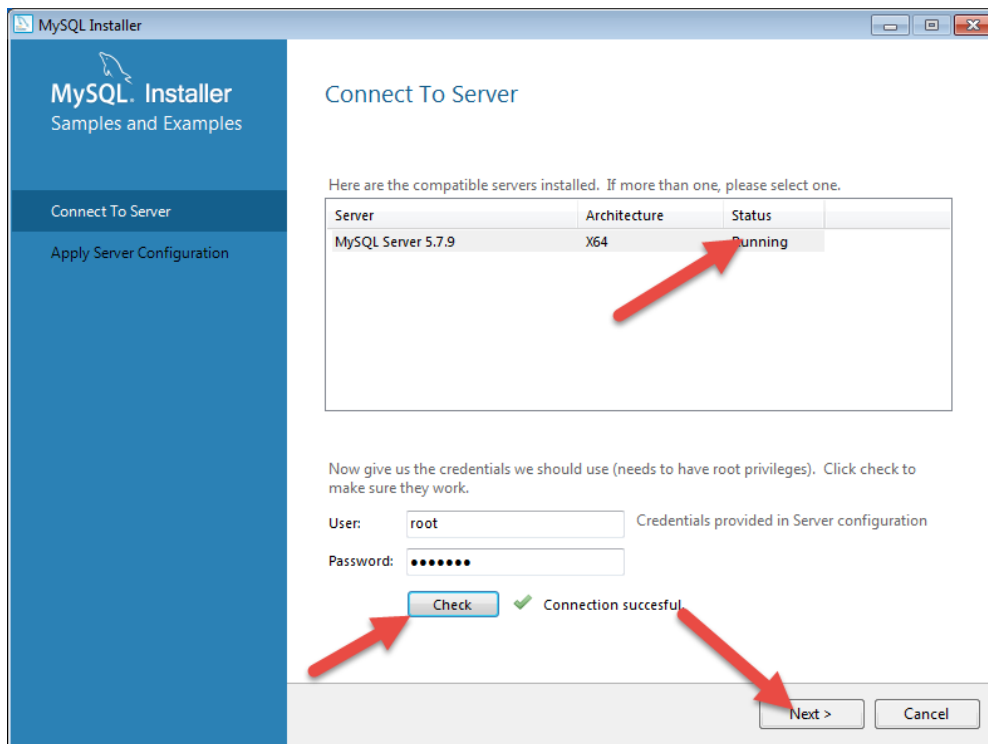 MySQL Installer
MySQL. Installer
Samples and Examples
Connect To Server
Apply Server Configuration
Connect To Server
Here are the compatible servers installed.  If more than one, please select one.
Server Architecture Status
MySQL Server 5.7.9 X64 Running
Now give us the credentials we should use (needs to have root privileges).  Click check to
make sure they work.
User: root Credentials provided in Server configuration
Password: •••••••
Check Connection succesful.
Next > Cancel